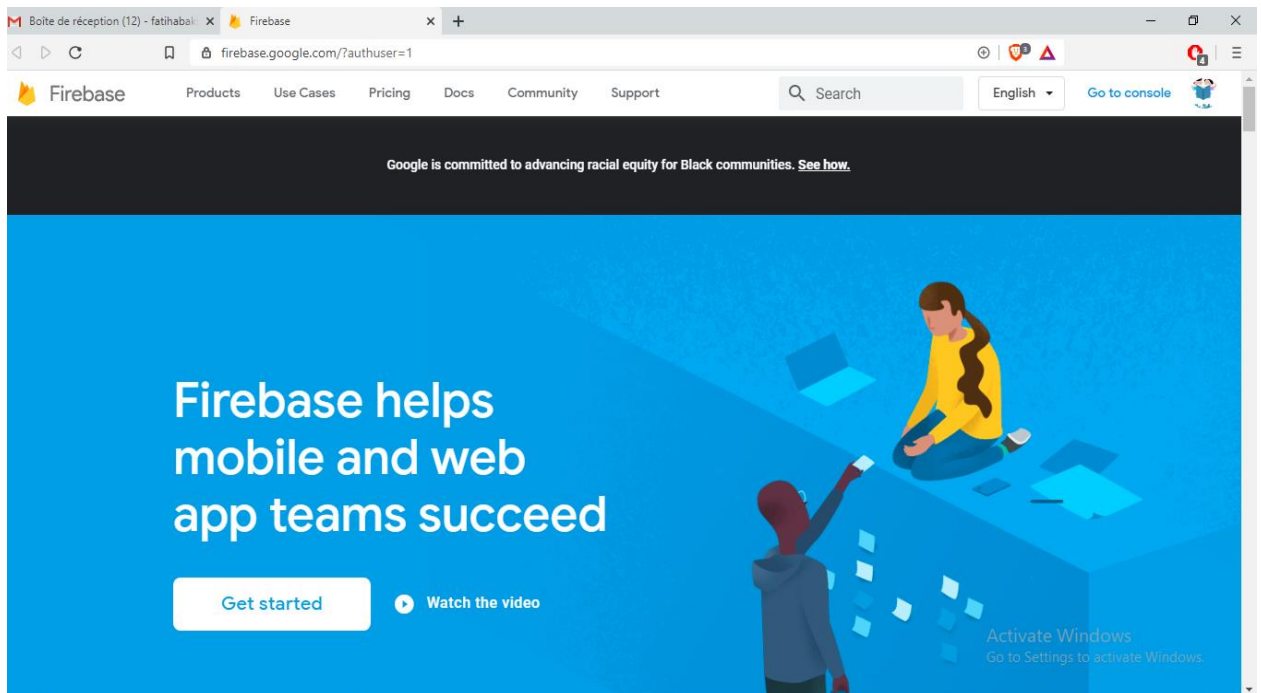 Boîte de réception (12) - fatihabak
Firebase
firebase.google.com/?authuser=1
3
4
Firebase Products Use Cases Pricing Docs Community Support Search English Go to console
Google is committed to advancing racial equity for Black communities. See how.
Firebase helps
mobile and web
app teams succeed
Get started Watch the video
Activate Windows
Go to Settings to activate Windows.